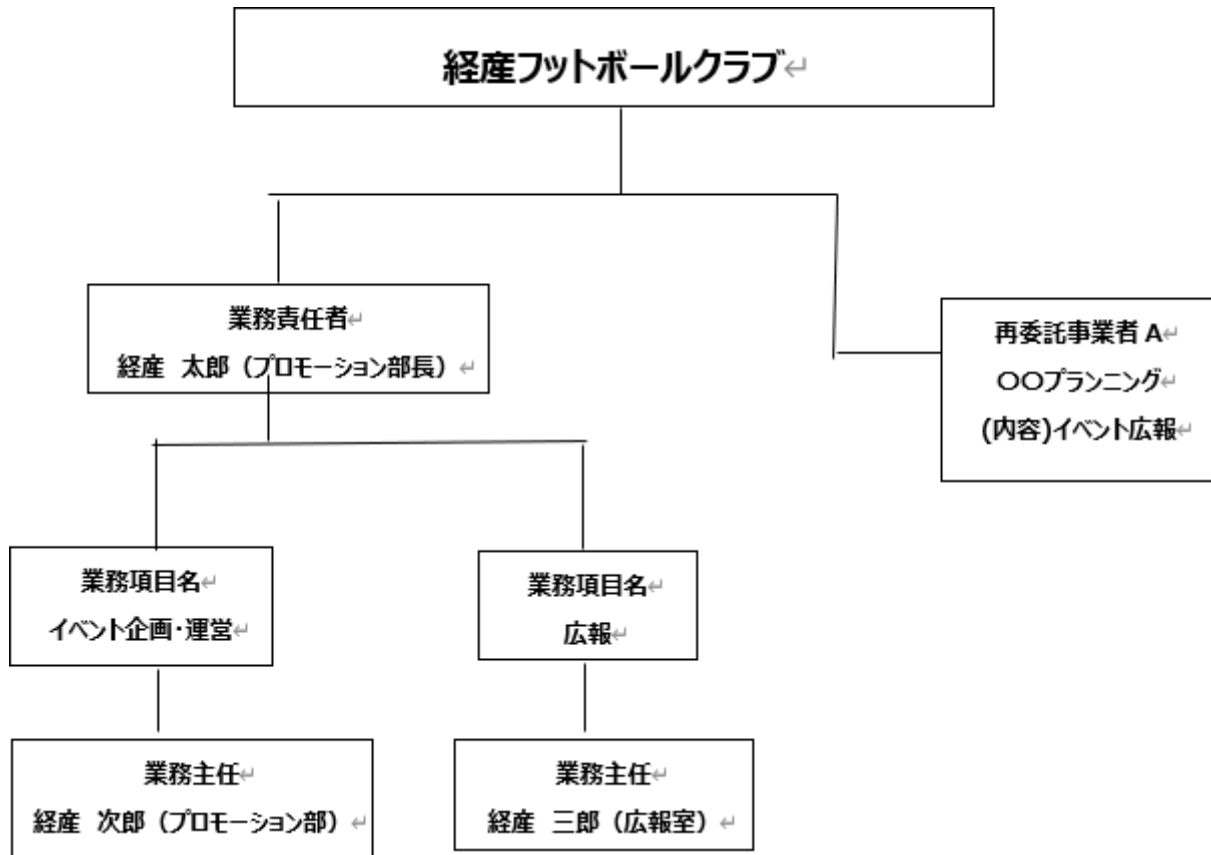 経産フットボールクラブ↵
業務責任者↵
経産　太郎（プロモーション部長）↵
再委託事業者 A↵
〇〇プランニング↵
(内容)イベント広報↵
業務項目名↵
イベント企画・運営↵
業務項目名↵
広報↵
業務主任↵
経産　次郎（プロモーション部）↵
業務主任↵
経産　三郎（広報室）↵